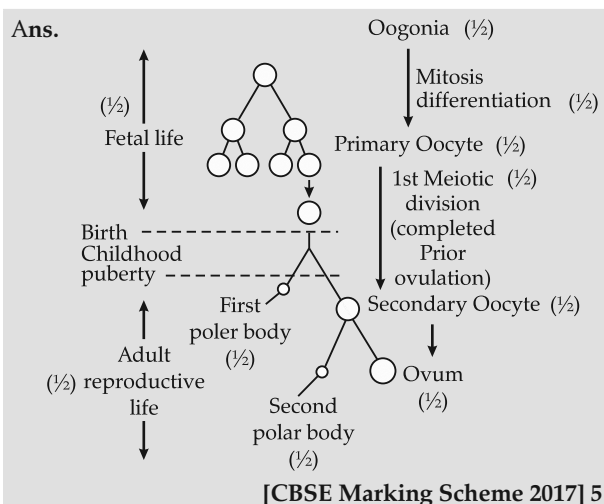 Ans.
Oogonia (½)
Mitosis
differentiation (½)
(½)
Fetal life
Primary Oocyte (½)
1st Meiotic (½)
division
(completed
Prior
ovulation)
Birth
Childhood
puberty
First
poler body
(½)
Secondary Oocyte (½)
Adult
(½) reproductive
life
Ovum
(½)
Second
polar body
(½)
[CBSE Marking Scheme 2017] 5